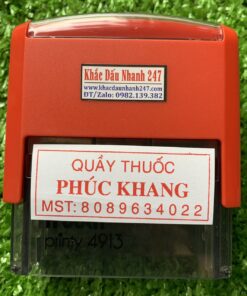 Khắc Dấu Nhanh 247
www.khacdaunhanh247.com
ĐT/Zalo: 0982.139.382
QUẦY THUỐC
PHÚC KHANG
MST: 8089634022
printy 4913